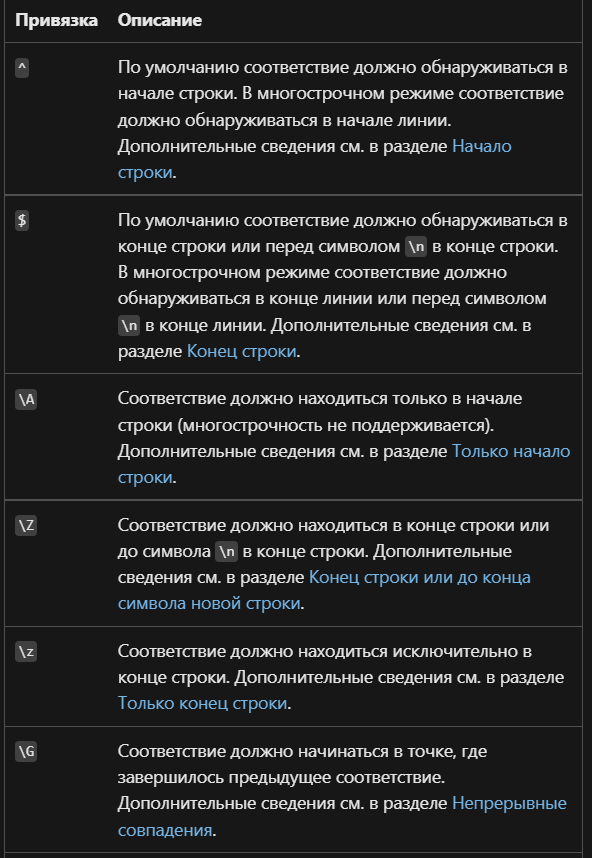 Привязка Описание
^ По умолчанию соответствие должно обнаруживаться в
начале строки. В многострочном режиме соответствие
должно обнаруживаться в начале линии.
Дополнительные сведения см. в разделе Начало
строки.
$ По умолчанию соответствие должно обнаруживаться в
конце строки или перед символом \n в конце строки.
В многострочном режиме соответствие должно
обнаруживаться в конце линии или перед символом
\n в конце линии. Дополнительные сведения см. в
разделе Конец строки.
\A Соответствие должно находиться только в начале
строки (многострочность не поддерживается).
Дополнительные сведения см. в разделе Только начало
строки.
\Z Соответствие должно находиться в конце строки или
до символа \n в конце строки. Дополнительные
сведения см. в разделе Конец строки или до конца
символа новой строки.
\z Соответствие должно находиться исключительно в
конце строки. Дополнительные сведения см. в разделе
Только конец строки.
\G Соответствие должно начинаться в точке, где
завершилось предыдущее соответствие.
Дополнительные сведения см. в разделе Непрерывные
совпадения.